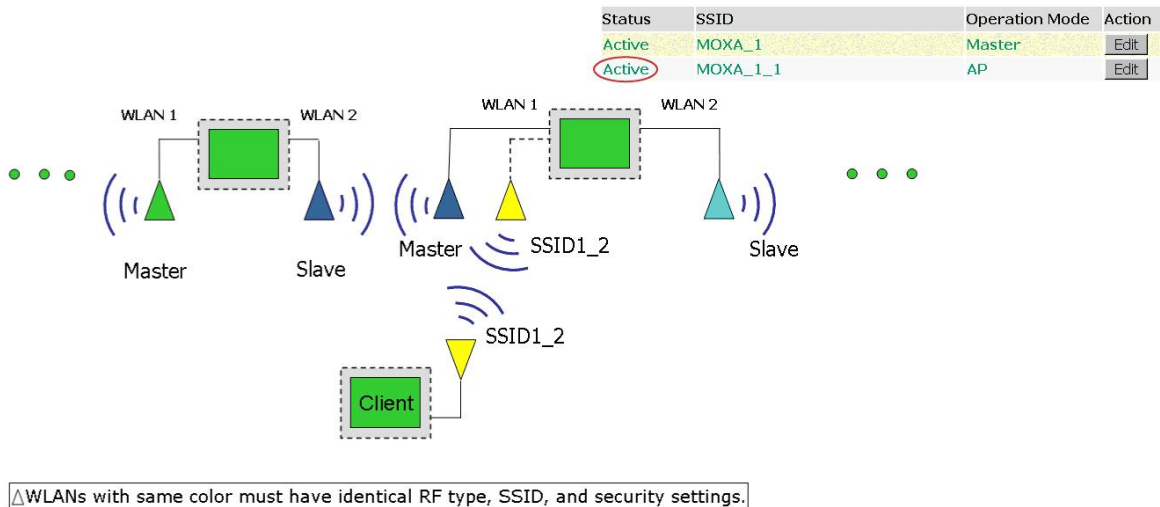 Status SSID Operation Mode Action
Active MOXA_1 Master Edit
Active MOXA_1_1 AP Edit
WLAN 1 WLAN 2 WLAN 1 WLAN 2
Master Slave Master SSID1_2 Slave
SSID1_2
Client
△WLANs with same color must have identical RF type, SSID, and security settings.